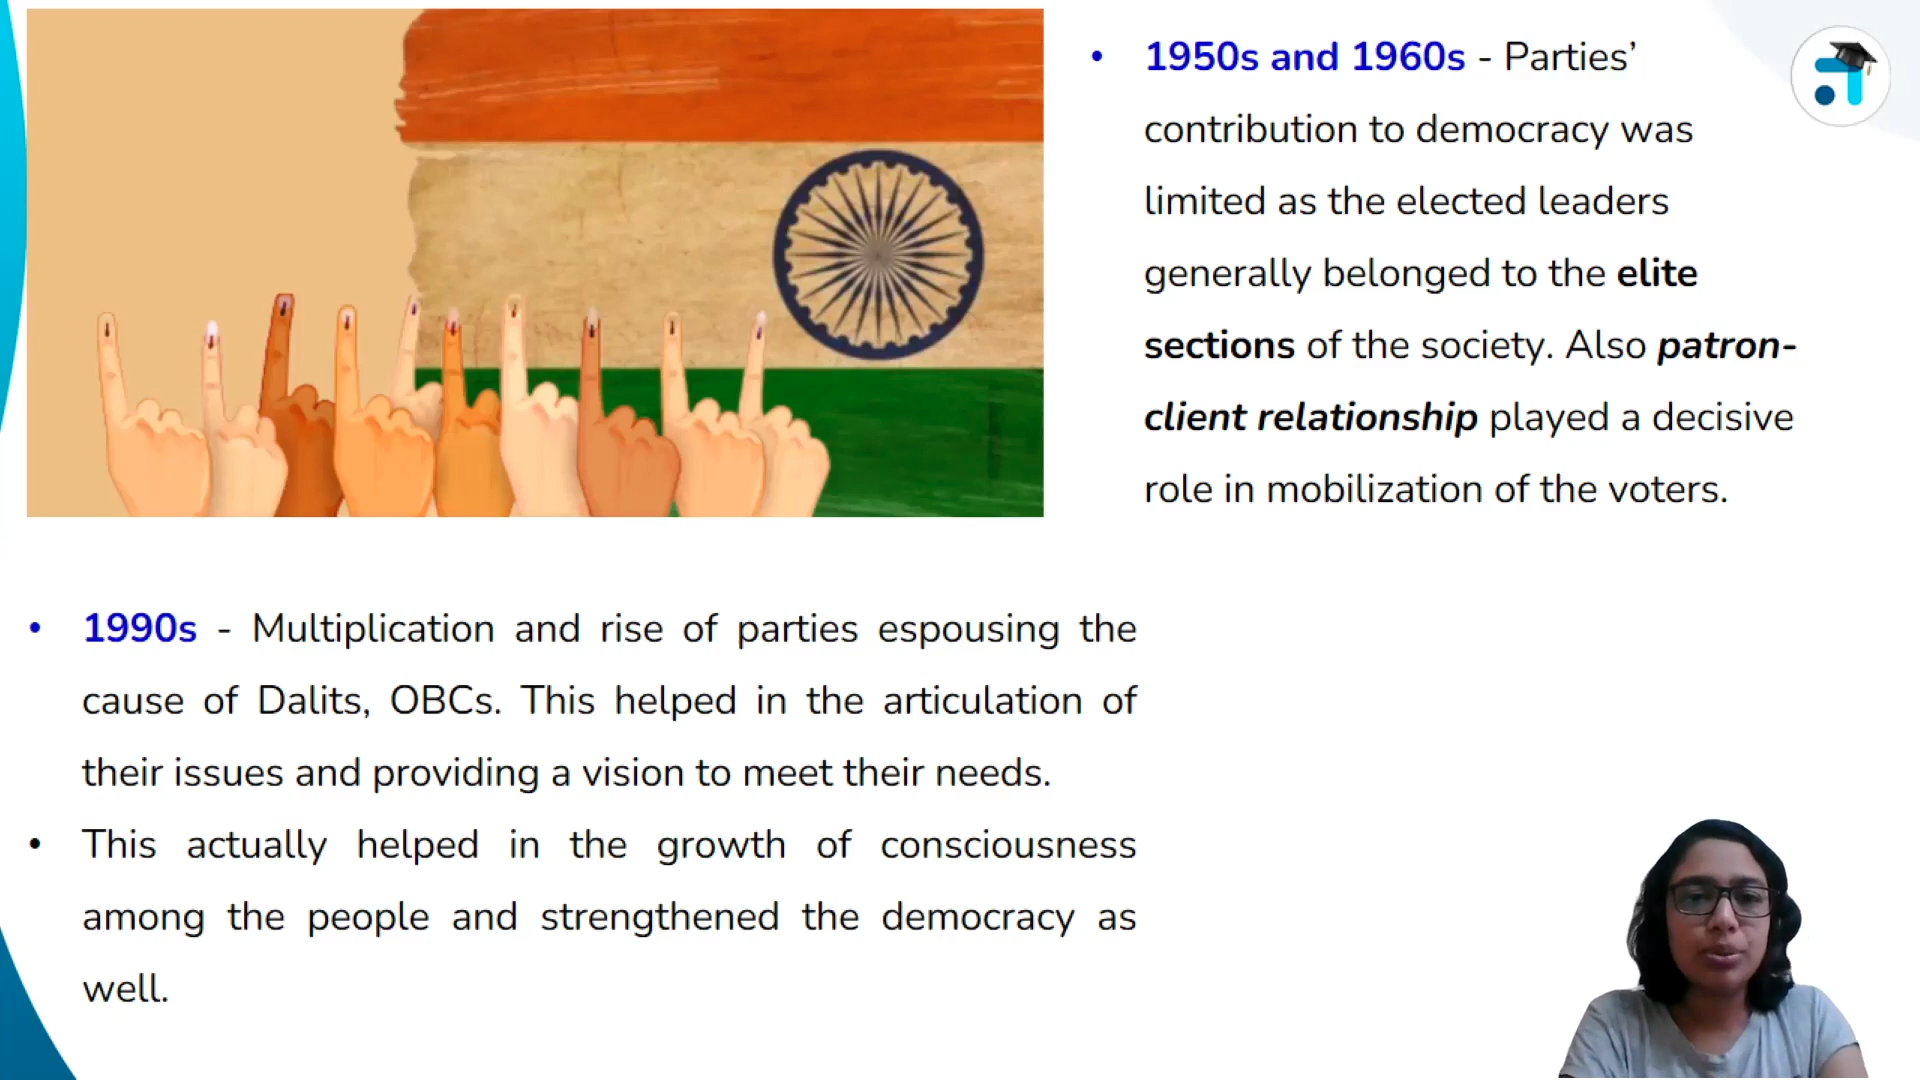 • 1950s and 1960s - Parties’
contribution to democracy was
limited as the elected leaders
generally belonged to the elite
sections of the society. Also patron-
client relationship played a decisive
role in mobilization of the voters.
• 1990s - Multiplication and rise of parties espousing the
cause of Dalits, OBCs. This helped in the articulation of
their issues and providing a vision to meet their needs.
• This actually helped in the growth of consciousness
among the people and strengthened the democracy as
well.